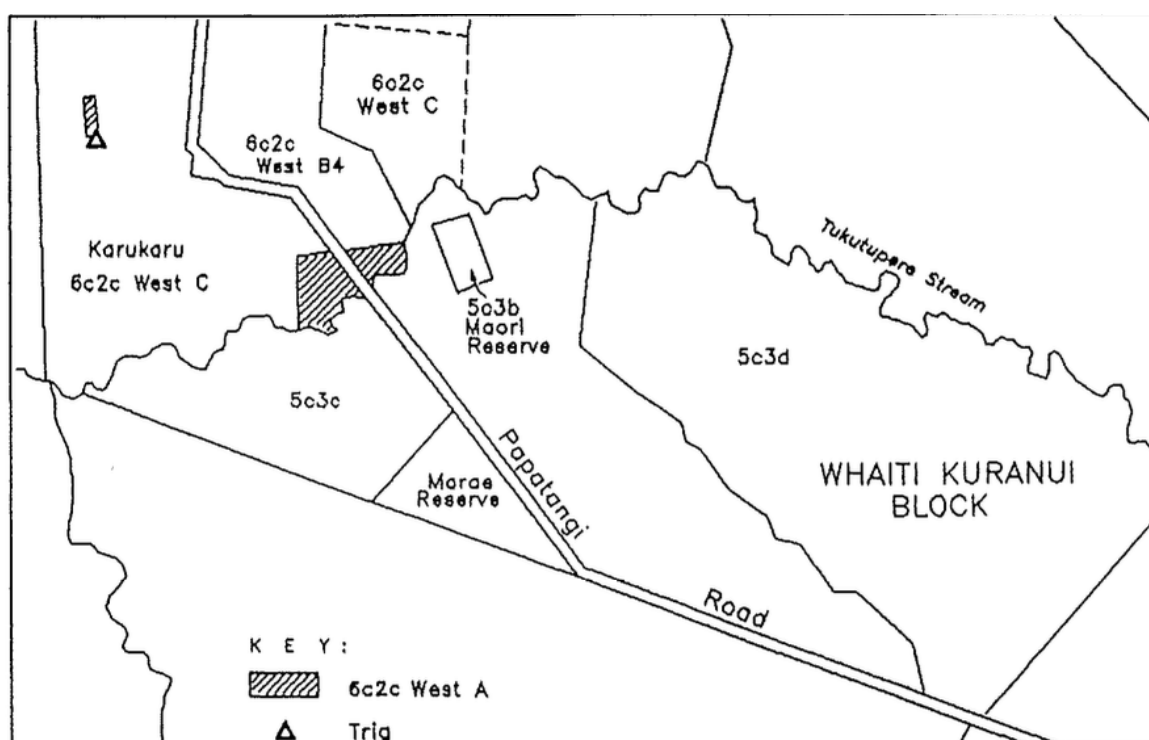 6c2c
West C
6c2c
West B4
Karukaru
6c2c West C
Tukutupere Stream
5c3b
Maori
Reserve
5c3d
5c3c
WHAITI KURANUI
BLOCK
Marae
Reserve
Papatangi
Road
K E Y :
6c2c West A
Trig